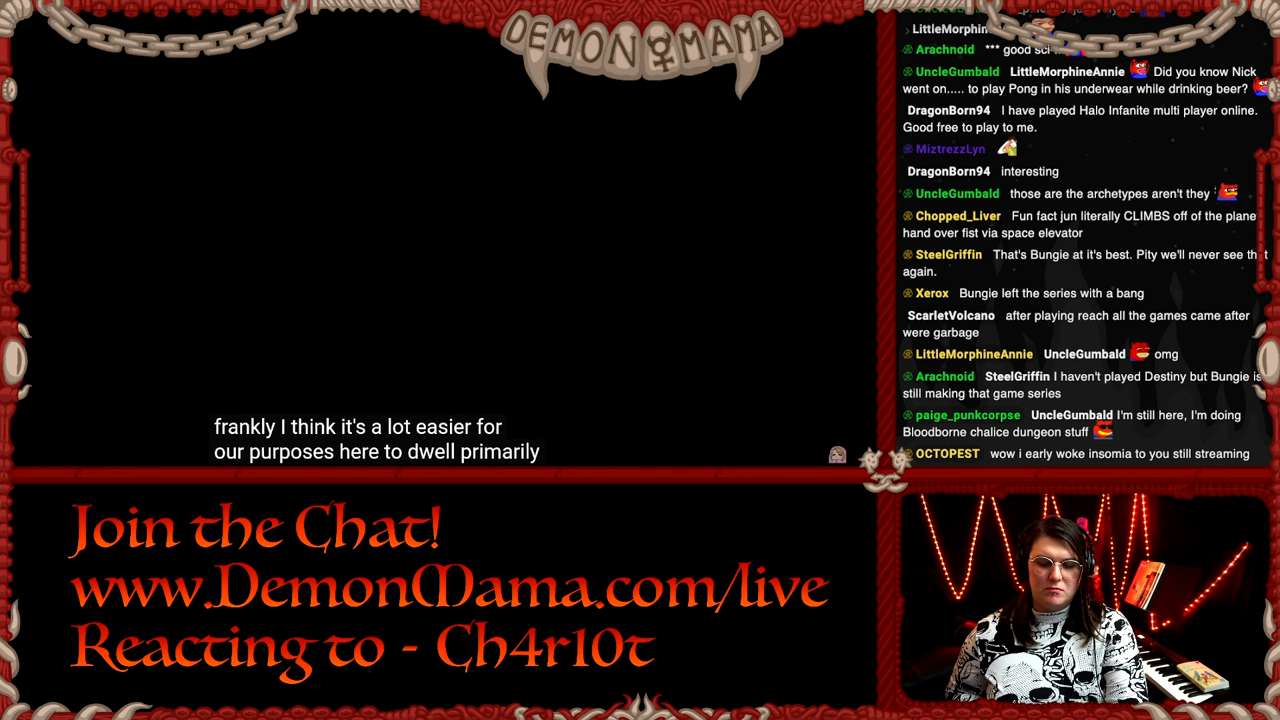 DEMON MAMA
LittleMorphin
Arachnoid *** good sci-
UncleGumbald LittleMorphineAnnie Did you know Nick
went on..... to play Pong in his underwear while drinking beer?
DragonBorn94 I have played Halo Infanite multi player online.
Good free to play to me.
MiztrezzLyn
DragonBorn94 interesting
UncleGumbald those are the archetypes aren't they
Chopped_Liver Fun fact jun literally CLIMBS off of the plane
hand over fist via space elevator
SteelGriffin That's Bungie at it's best. Pity we'll never see th t
again.
Xerox Bungie left the series with a bang
ScarletVolcano after playing reach all the games came after
were garbage
LittleMorphineAnnie UncleGumbald omg
Arachnoid SteelGriffin I haven't played Destiny but Bungie is
still making that game series
paige_punkcorpse UncleGumbald I'm still here, I'm doing
Bloodborne chalice dungeon stuff
OCTOPEST wow i early woke insomia to you still streaming
frankly I think it's a lot easier for
our purposes here to dwell primarily
Join the Chat!
www.DemonMama.com/live
Reacting to - Ch4r10t